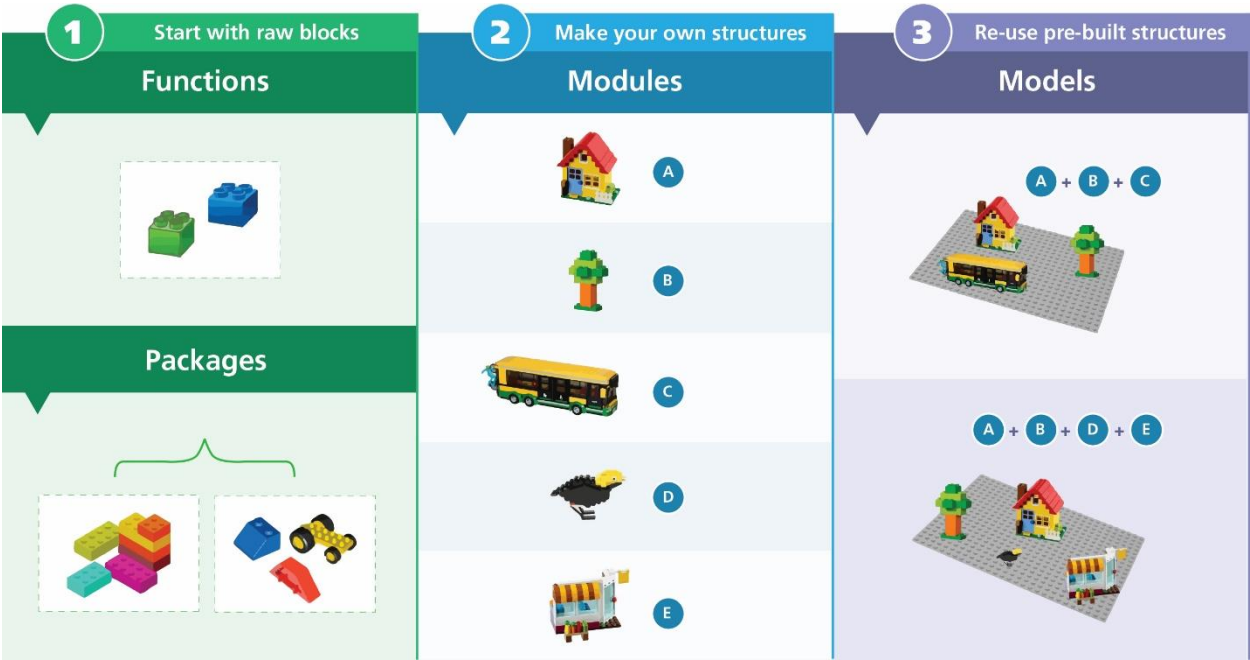 1 Start with raw blocks
Functions
Packages
2 Make your own structures
Modules
A
B
C
D
E
3 Re-use pre-built structures
Models
A + B + C
A + B + D + E